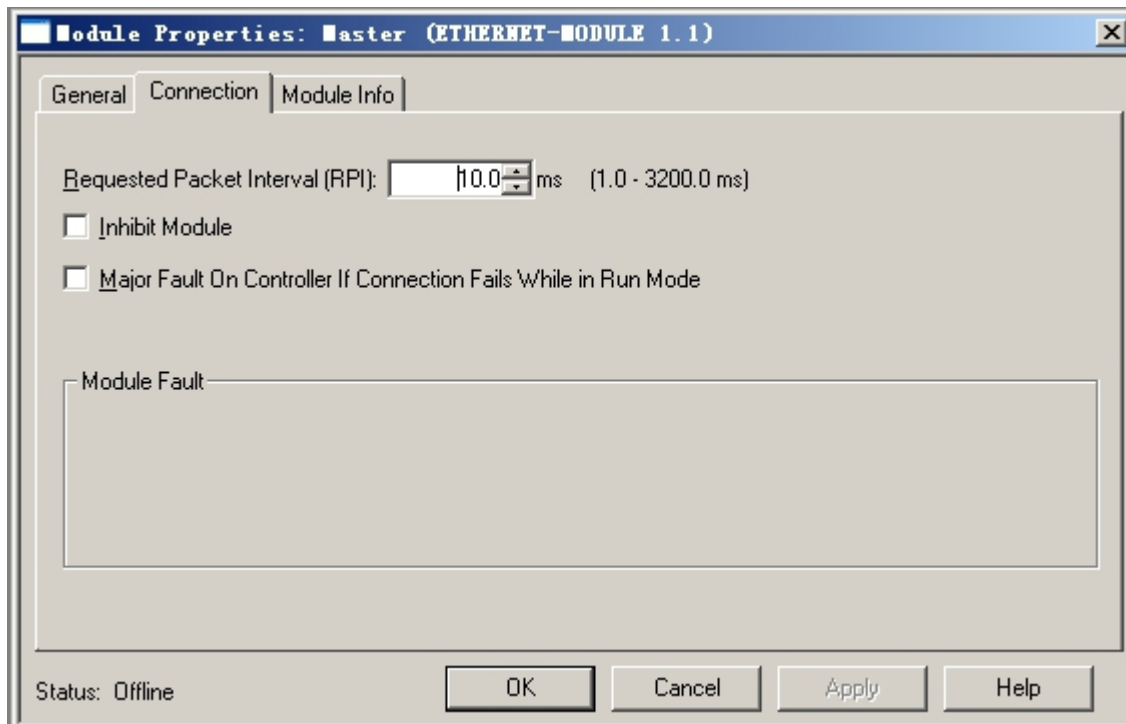 Module Properties: Master (ETHERNET-MODULE 1.1)
General Connection Module Info
Requested Packet Interval (RPI): 10.0 ms (1.0 - 3200.0 ms)
Inhibit Module
Major Fault On Controller If Connection Fails While in Run Mode
Module Fault
Status: Offline OK Cancel Apply Help